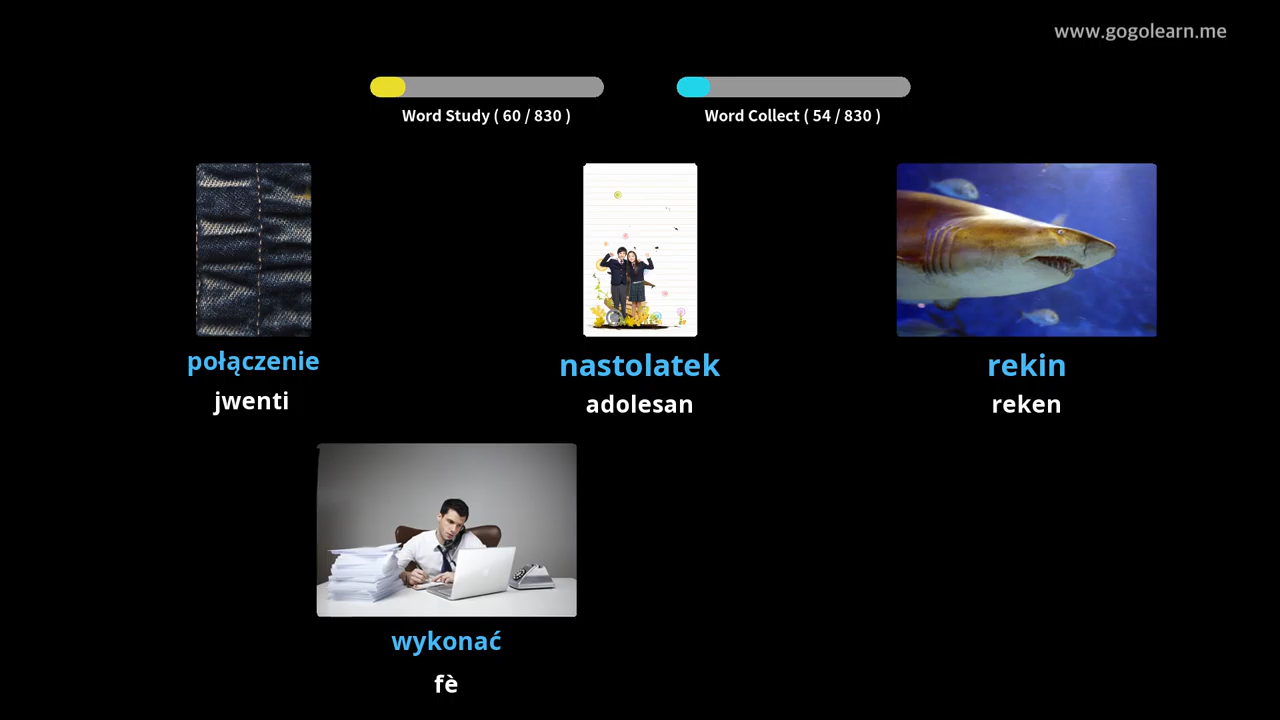 www.gogolearn.me
Word Study ( 60 / 830 )
Word Collect ( 54 / 830 )
połączenie
jwenti
nastolatek
adolesan
rekin
reken
wykonać
fè